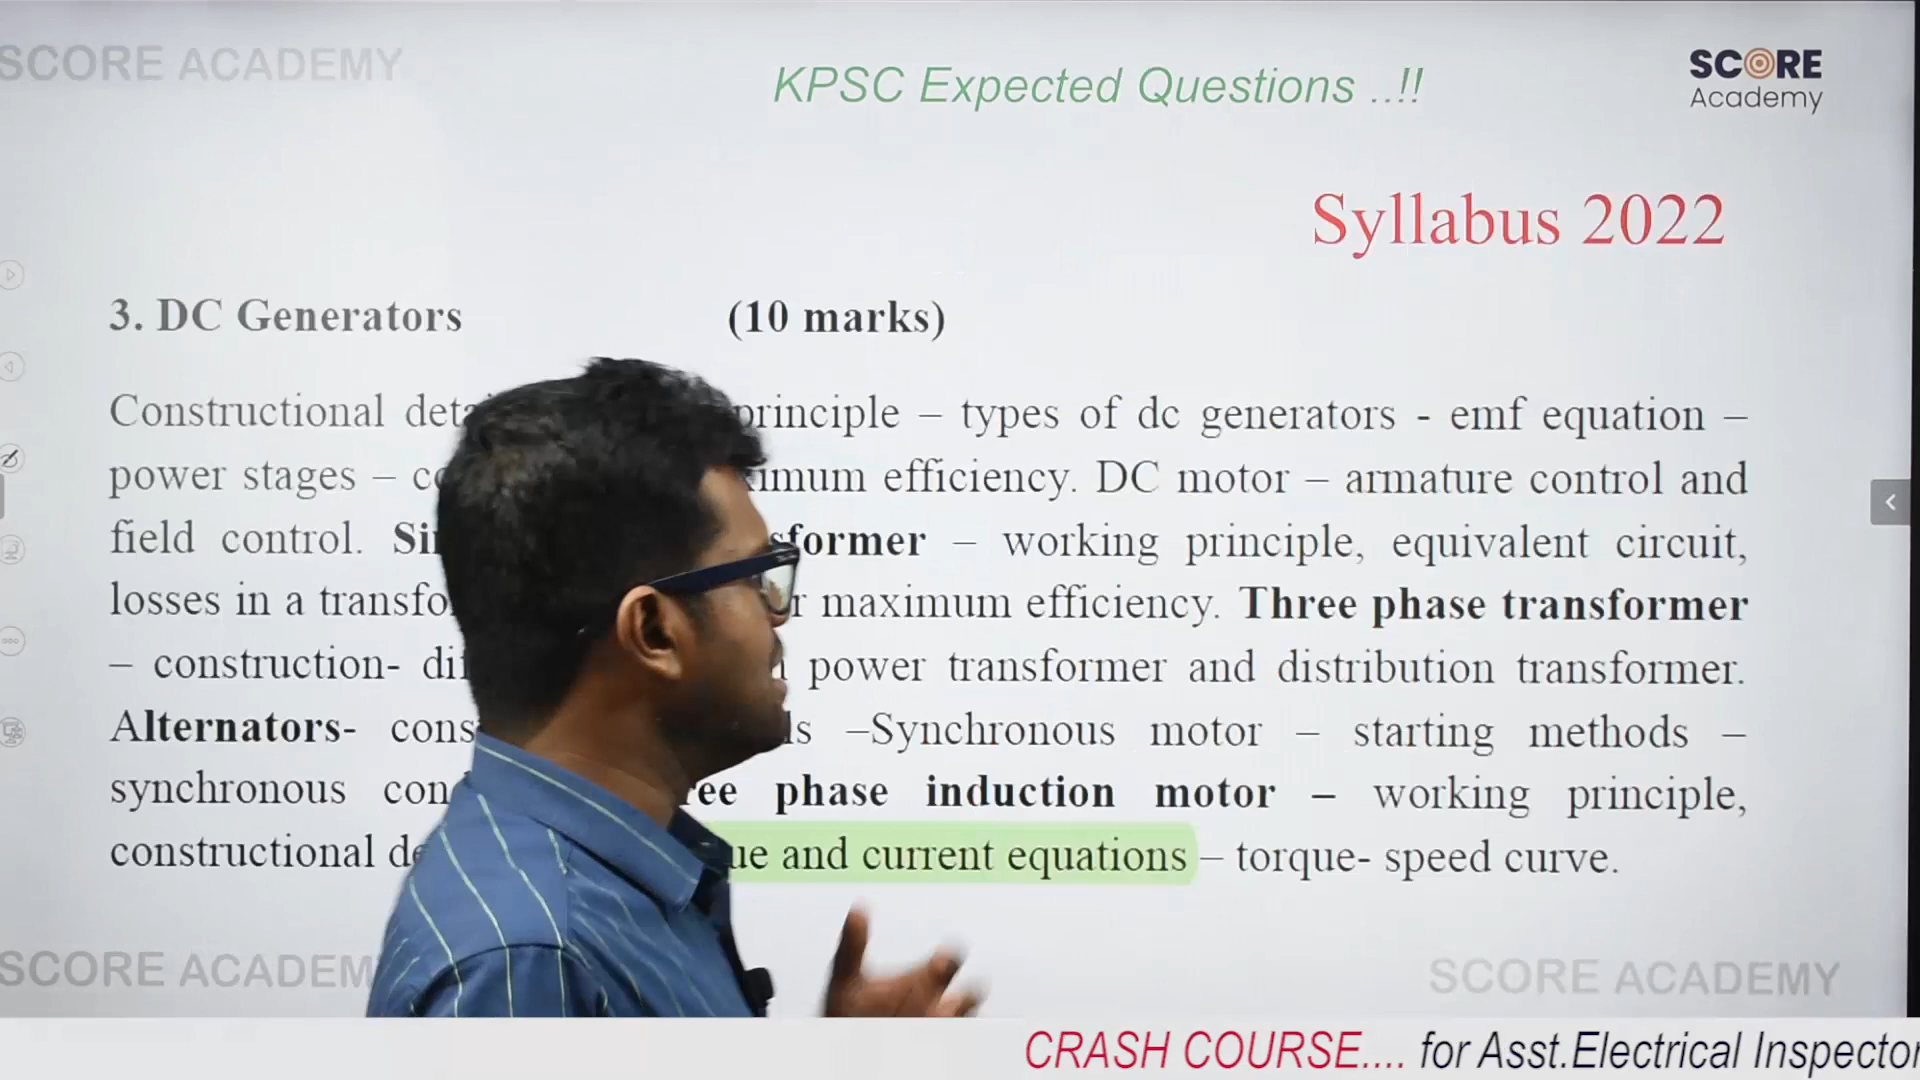 SCORE ACADEMY
KPSC Expected Questions ..!!
SCORE
Academy
Syllabus 2022
3. DC Generators (10 marks)
Constructional principle – types of dc generators - emf equation –
power stages – efficiency. DC motor – armature control and
field control. – working principle, equivalent circuit,
losses in a maximum efficiency. Three phase transformer
– construction- power transformer and distribution transformer.
Alternators- –Synchronous motor – starting methods –
synchronous phase induction motor – working principle,
constructional and current equations – torque- speed curve.
SCORE
SCORE ACADEMY
CRASH COURSE.... for Asst.Electrical Inspector